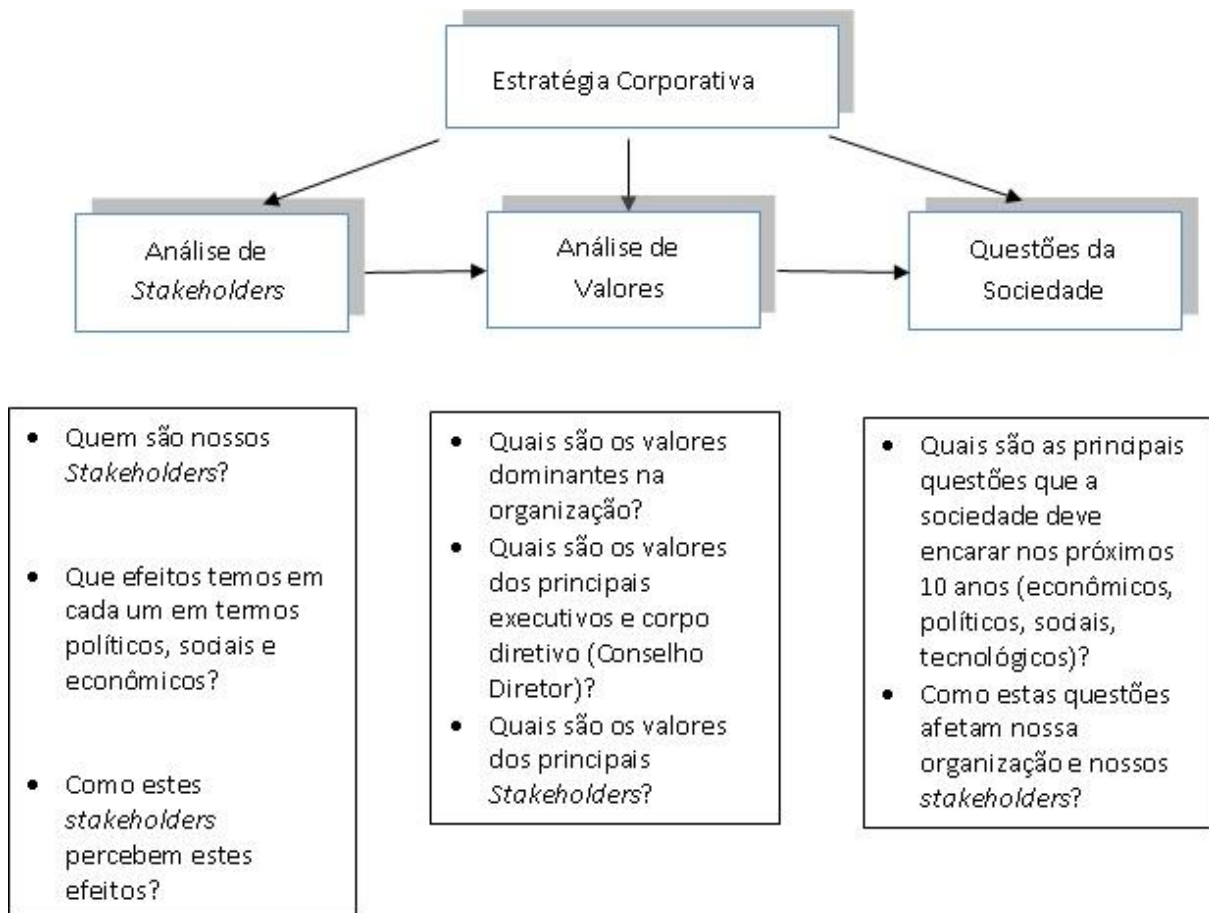 Estratégia Corporativa
Análise de
Stakeholders
Análise de
Valores
Questões da
Sociedade
• Quem são nossos
Stakeholders?
• Que efeitos temos em
cada um em termos
políticos, sociais e
econômicos?
• Como estes
stakeholders
percebem estes
efeitos?
• Quais são os valores
dominantes na
organização?
• Quais são os valores
dos principais
executivos e corpo
diretivo (Conselho
Diretor)?
• Quais são os valores
dos principais
Stakeholders?
• Quais são as principais
questões que a
sociedade deve
encarar nos próximos
10 anos (econômicos,
políticos, sociais,
tecnológicos)?
• Como estas questões
afetam nossa
organização e nossos
stakeholders?